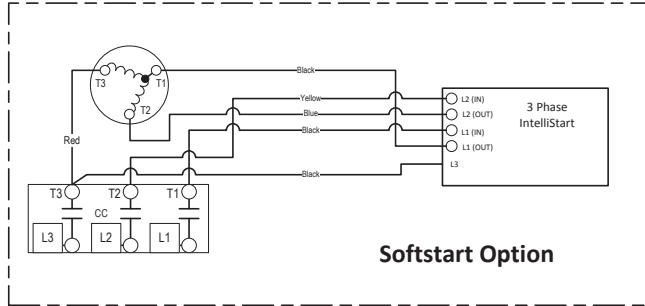 Black
T3
T1
T2
Yellow
L2 (IN)
3 Phase
IntelliStart
Blue
L2 (OUT)
Black
L1 (IN)
Red
L1 (OUT)
Black
L3
T3
T2
T1
CC
L3
L2
L1
Softstart Option